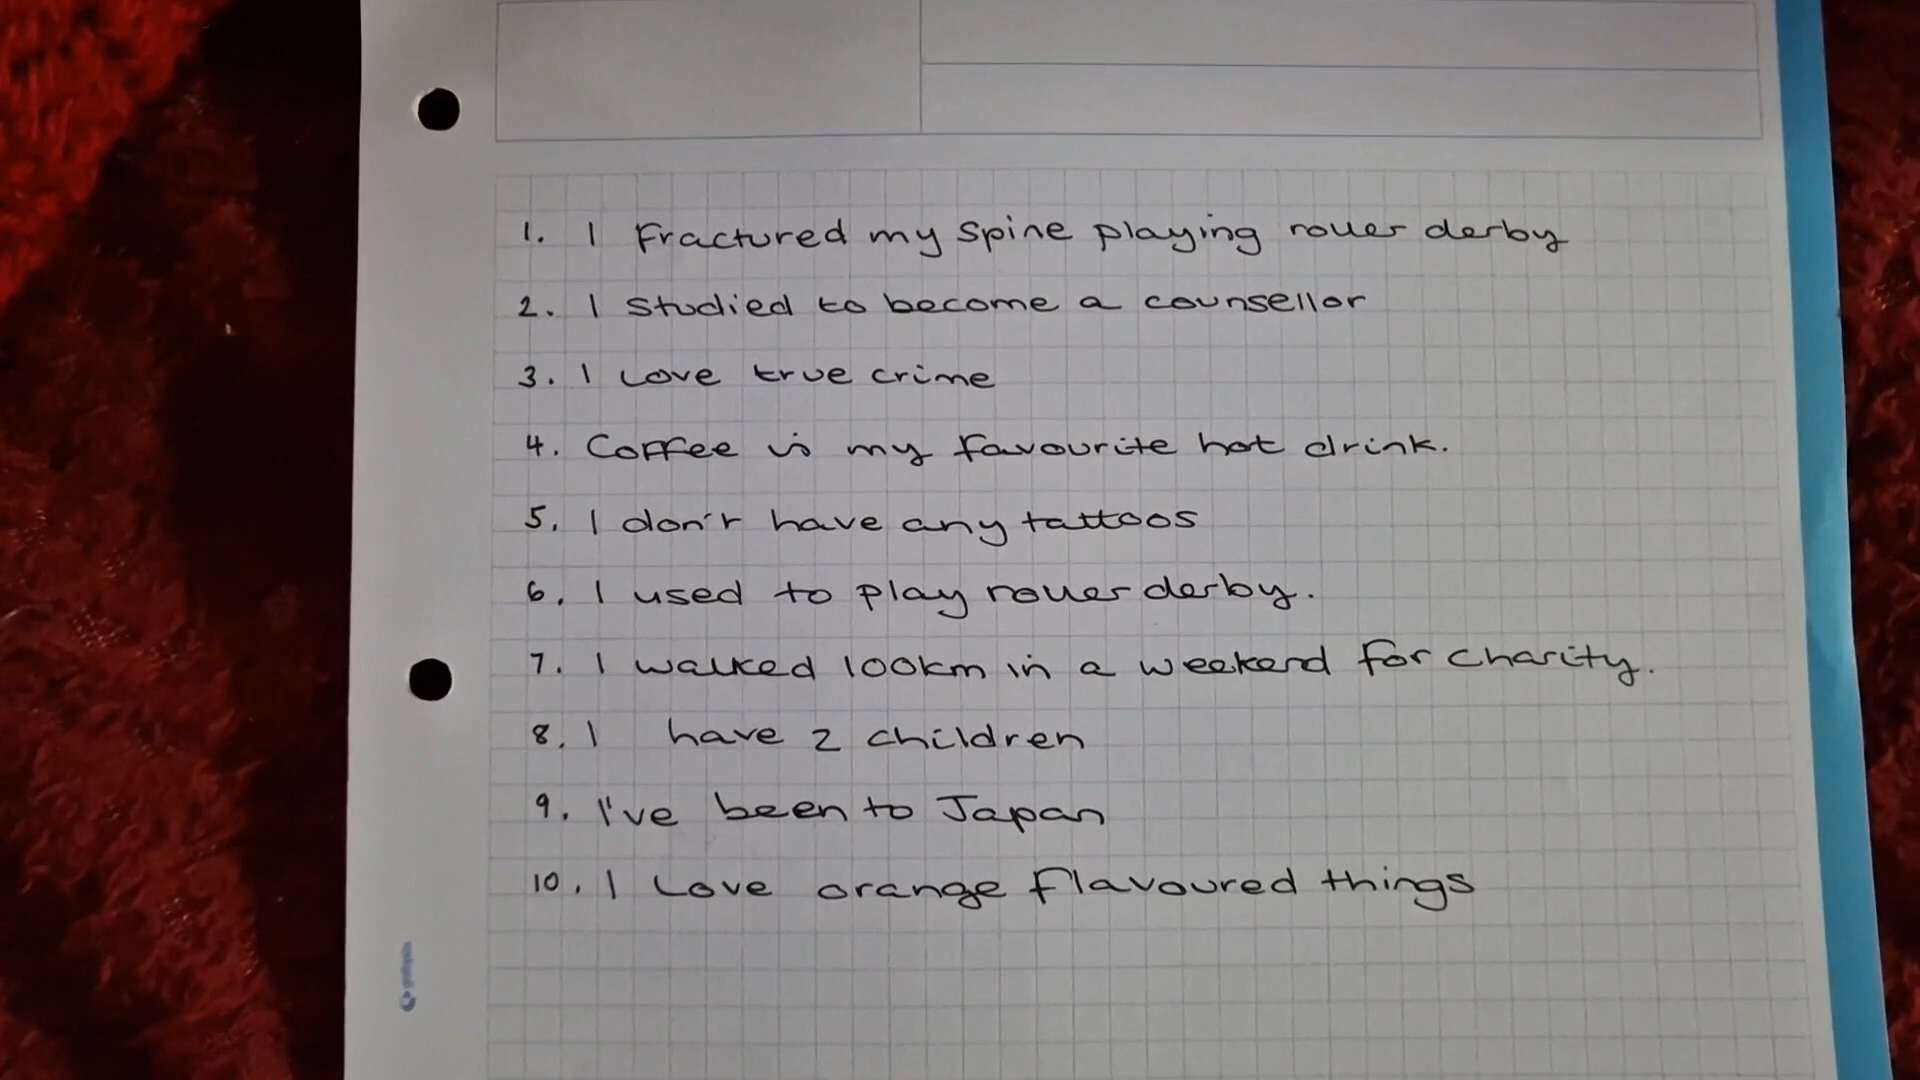 1. I Fractured my spine playing roller derby
2. I studied to become a counsellor
3. I love true crime
4. Coffee is my favourite hot drink.
5. I don't have any tattoos
6. I used to play roller derby.
7. I walked 100km in a weekend for charity.
8. I have 2 children
9. I've been to Japan
10. I love orange flavoured things